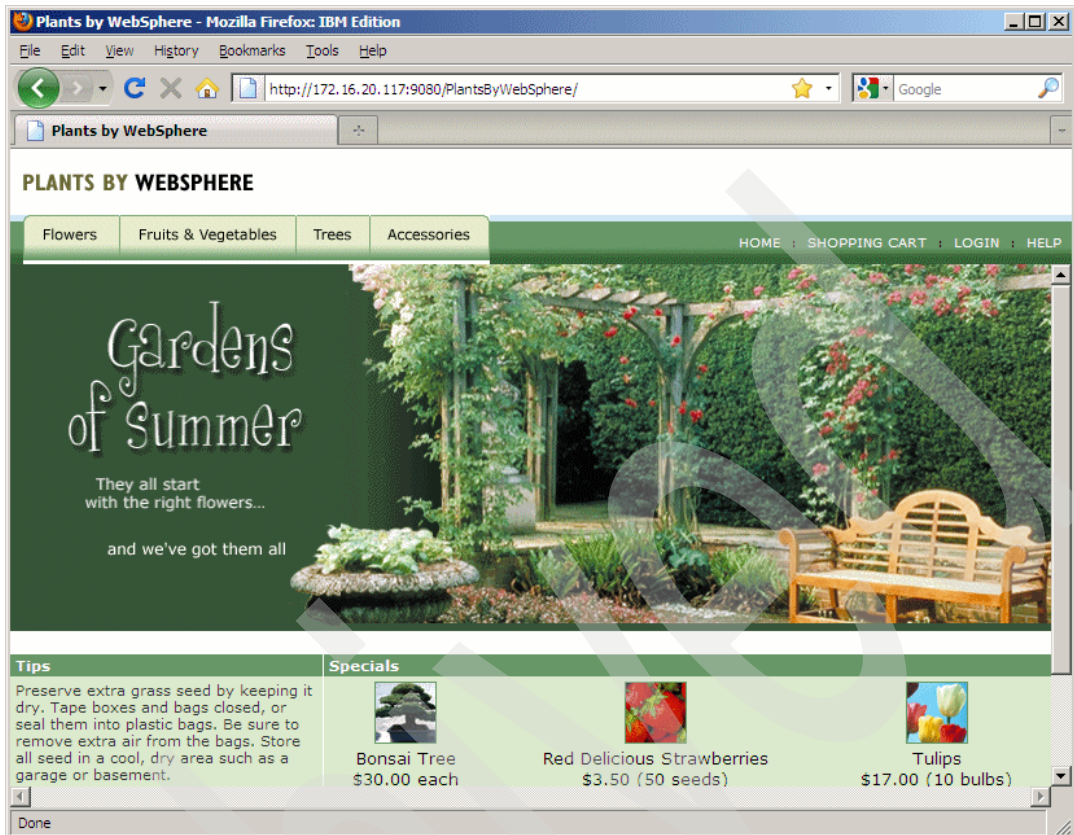 Plants by WebSphere - Mozilla Firefox: IBM Edition
File Edit View History Bookmarks Tools Help
http://172.16.20.117:9080/PlantsByWebSphere/
Google
Plants by WebSphere
PLANTS BY WEBSPHERE
Flowers Fruits & Vegetables Trees Accessories
HOME : SHOPPING CART : LOGIN : HELP
Gardens
of Summer
They all start
with the right flowers...
and we've got them all
Tips
Preserve extra grass seed by keeping it
dry. Tape boxes and bags closed, or
seal them into plastic bags. Be sure to
remove extra air from the bags. Store
all seed in a cool, dry area such as a
garage or basement.
Specials
Bonsai Tree
$30.00 each
Red Delicious Strawberries
$3.50 (50 seeds)
Tulips
$17.00 (10 bulbs)
Done